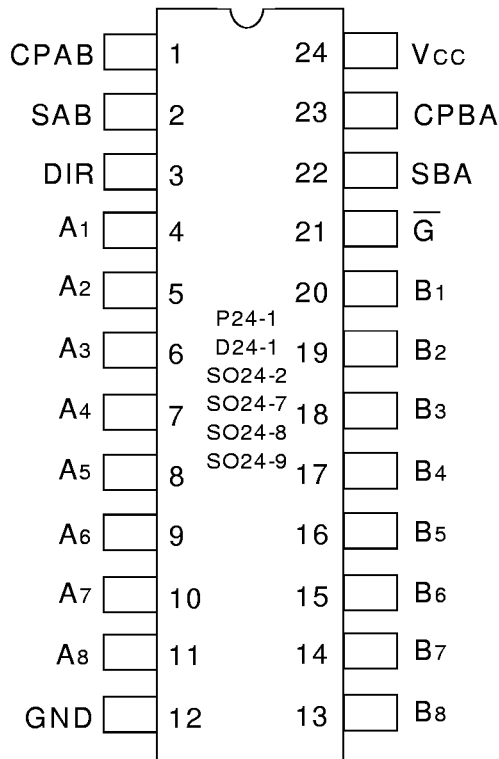 CPAB 1 24 Vcc
SAB 2 23 CPBA
DIR 3 22 SBA
A1 4 21 G̅
A2 5 20 B1
P24-1
A3 6 D24-1 19 B2
SO24-2
A4 7 SO24-7 18 B3
SO24-8
A5 8 SO24-9 17 B4
A6 9 16 B5
A7 10 15 B6
A8 11 14 B7
GND 12 13 B8